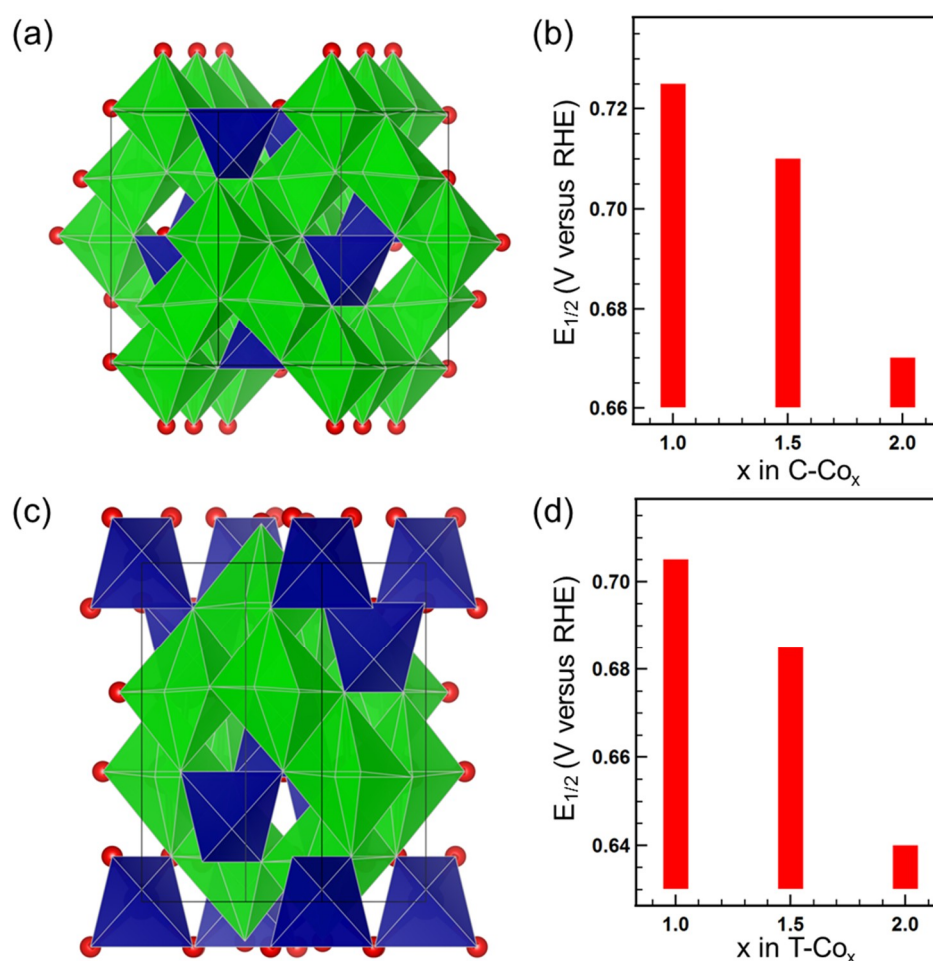 (a)
(b)
E1/2 (V versus RHE)
0.72
0.70
0.68
0.66
1.0 1.5 2.0
x in C-Cox
(c)
(d)
E1/2 (V versus RHE)
0.70
0.68
0.66
0.64
1.0 1.5 2.0
x in T-Cox